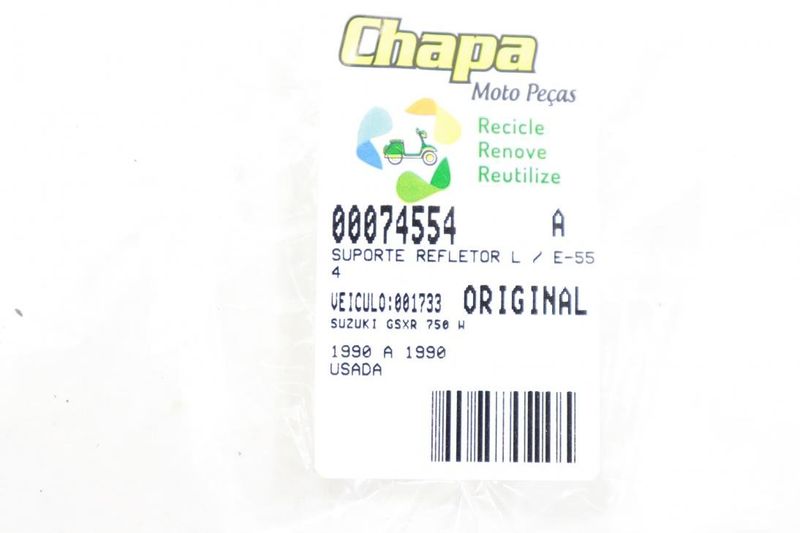 Chapa
Moto Peças
Recicle
Renove
Reutilize
00074554 A
SUPORTE REFLETOR L / E-55
4
VEICULO:001733 ORIGINAL
SUZUKI GSXR 750 W
1990 A 1990
USADA